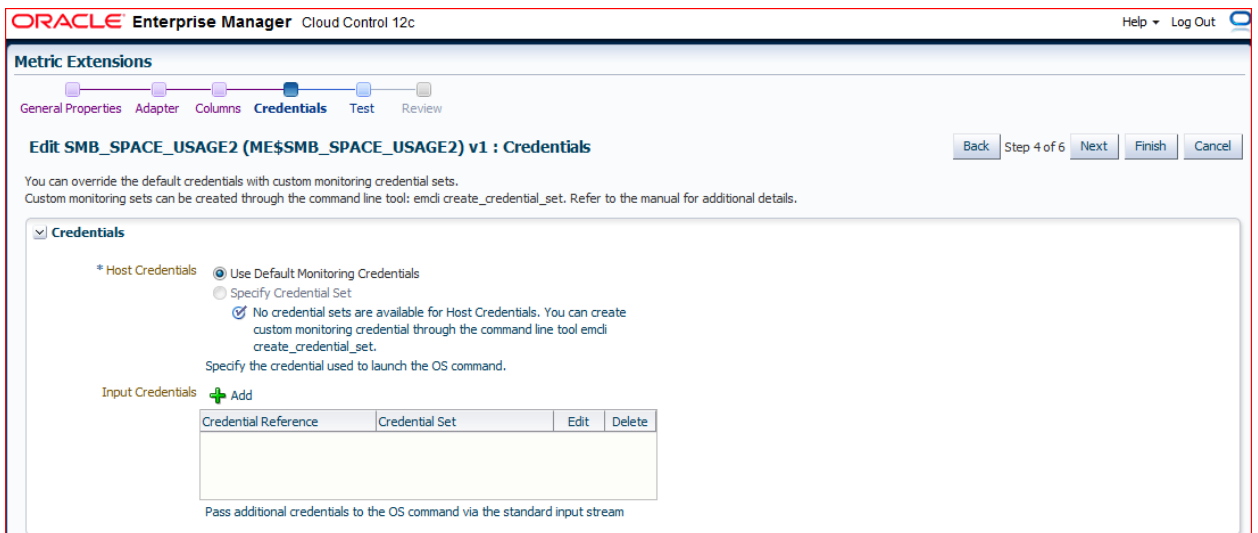 ORACLE Enterprise Manager Cloud Control 12c
Help Log Out
Metric Extensions
General Properties Adapter Columns Credentials Test Review
Edit SMB_SPACE_USAGE2 (ME$SMB_SPACE_USAGE2) v1 : Credentials
Back Step 4 of 6 Next Finish Cancel
You can override the default credentials with custom monitoring credential sets.
Custom monitoring sets can be created through the command line tool: emcli create_credential_set. Refer to the manual for additional details.
Credentials
* Host Credentials Use Default Monitoring Credentials
Specify Credential Set
No credential sets are available for Host Credentials. You can create
custom monitoring credential through the command line tool emcli
create_credential_set.
Specify the credential used to launch the OS command.
Input Credentials Add
Credential Reference Credential Set Edit Delete
Pass additional credentials to the OS command via the standard input stream